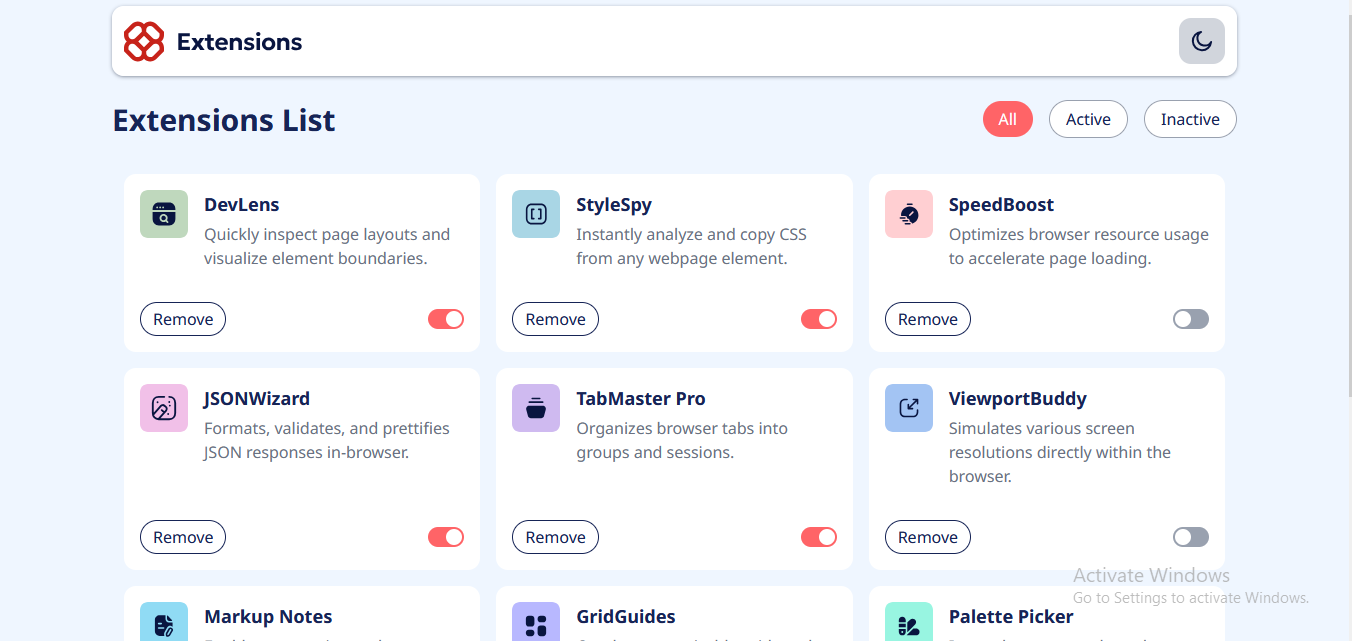 Extensions
Extensions List
All
Active
Inactive
DevLens
Quickly inspect page layouts and
visualize element boundaries.
Remove
StyleSpy
Instantly analyze and copy CSS
from any webpage element.
Remove
SpeedBoost
Optimizes browser resource usage
to accelerate page loading.
Remove
JSONWizard
Formats, validates, and prettifies
JSON responses in-browser.
Remove
TabMaster Pro
Organizes browser tabs into
groups and sessions.
Remove
ViewportBuddy
Simulates various screen
resolutions directly within the
browser.
Remove
Activate Windows
Go to Settings to activate Windows.
Markup Notes
GridGuides
Palette Picker